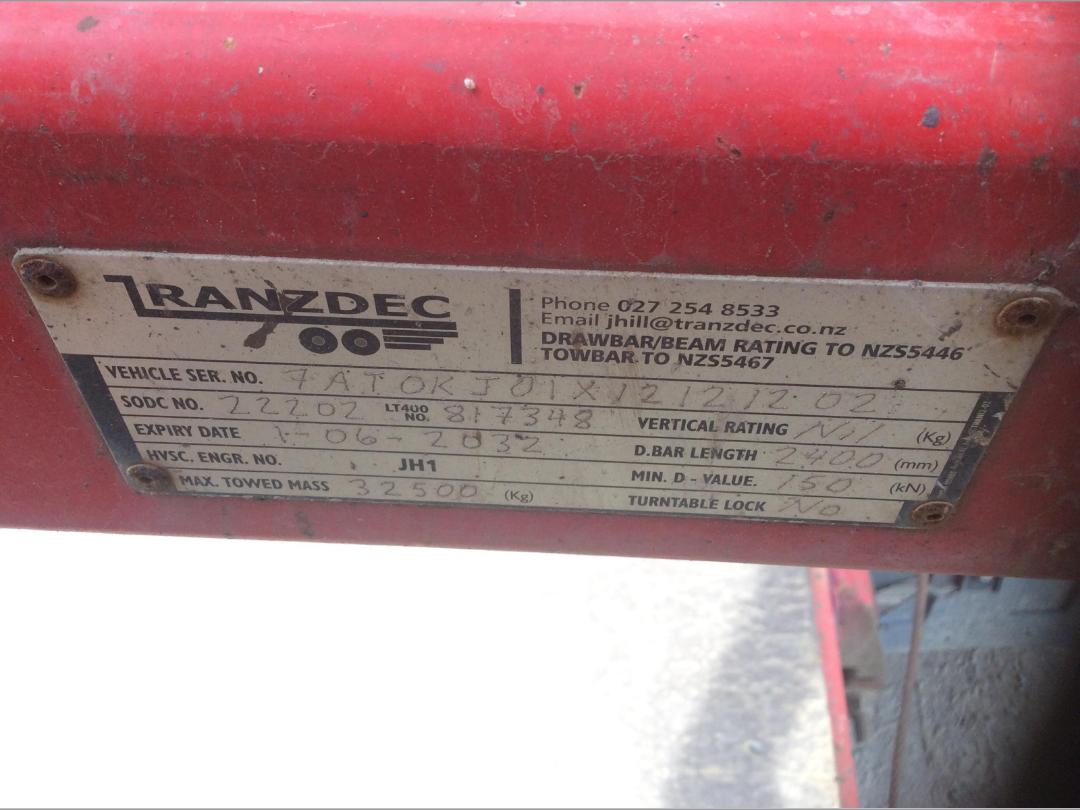 TRANZDEC
Phone 027 254 8533
Email jhill@tranzdec.co.nz
DRAWBAR/BEAM RATING TO NZS5446
TOWBAR TO NZS5467
VEHICLE SER. NO. 7AT0KJ01X12121202
SODC NO. 22202 LT400 NO. 817348 VERTICAL RATING Nil (Kg)
EXPIRY DATE 1-06-2032 D.BAR LENGTH 2400 (mm)
HVSC. ENGR. NO. JH1 MIN. D - VALUE. 150 (kN)
MAX. TOWED MASS 32500 (Kg) TURNTABLE LOCK No